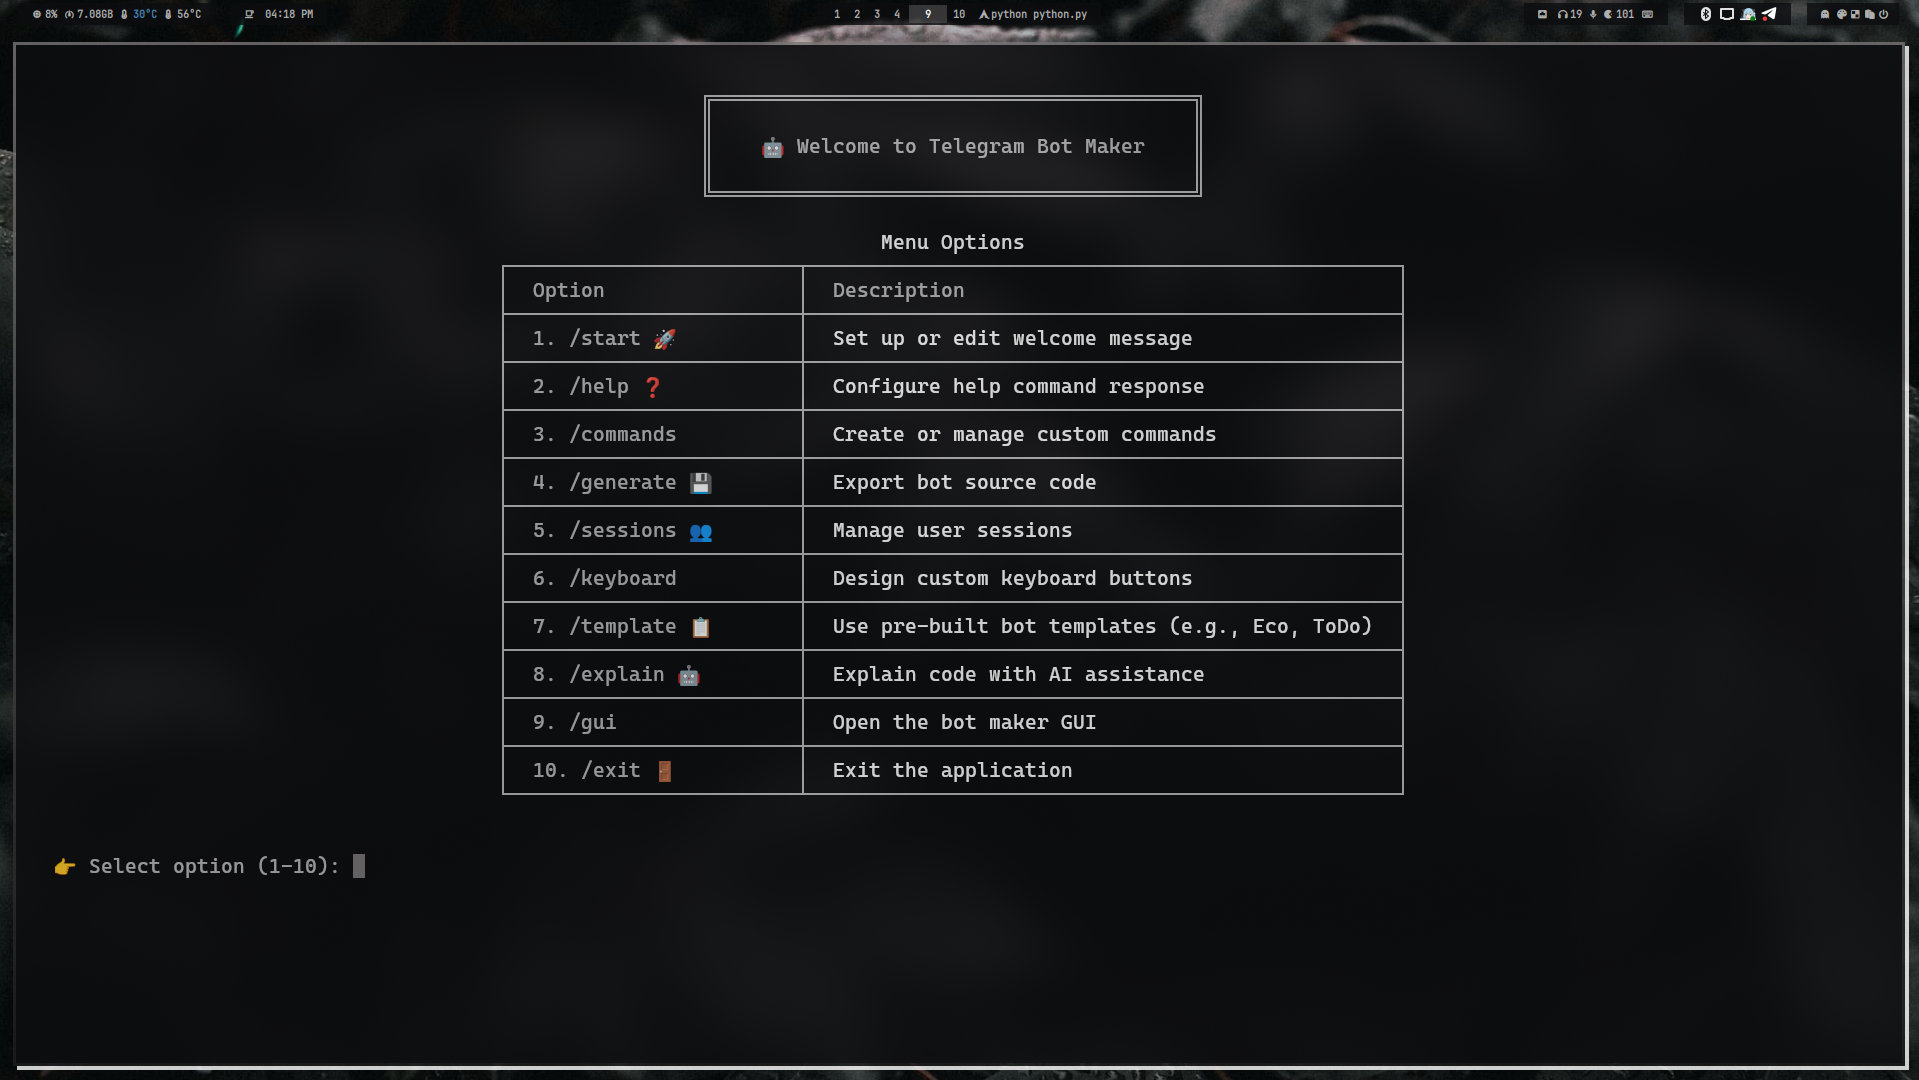 8% 7.08GB 30°C 56°C 04:18 PM 1 2 3 4 9 10 python python.py 19 101
🤖 Welcome to Telegram Bot Maker
Menu Options
Option Description
1. /start 🚀 Set up or edit welcome message
2. /help ❓ Configure help command response
3. /commands Create or manage custom commands
4. /generate 💾 Export bot source code
5. /sessions 👥 Manage user sessions
6. /keyboard Design custom keyboard buttons
7. /template 📋 Use pre-built bot templates (e.g., Eco, ToDo)
8. /explain 🤖 Explain code with AI assistance
9. /gui Open the bot maker GUI
10. /exit 🚪 Exit the application
👉 Select option (1-10):